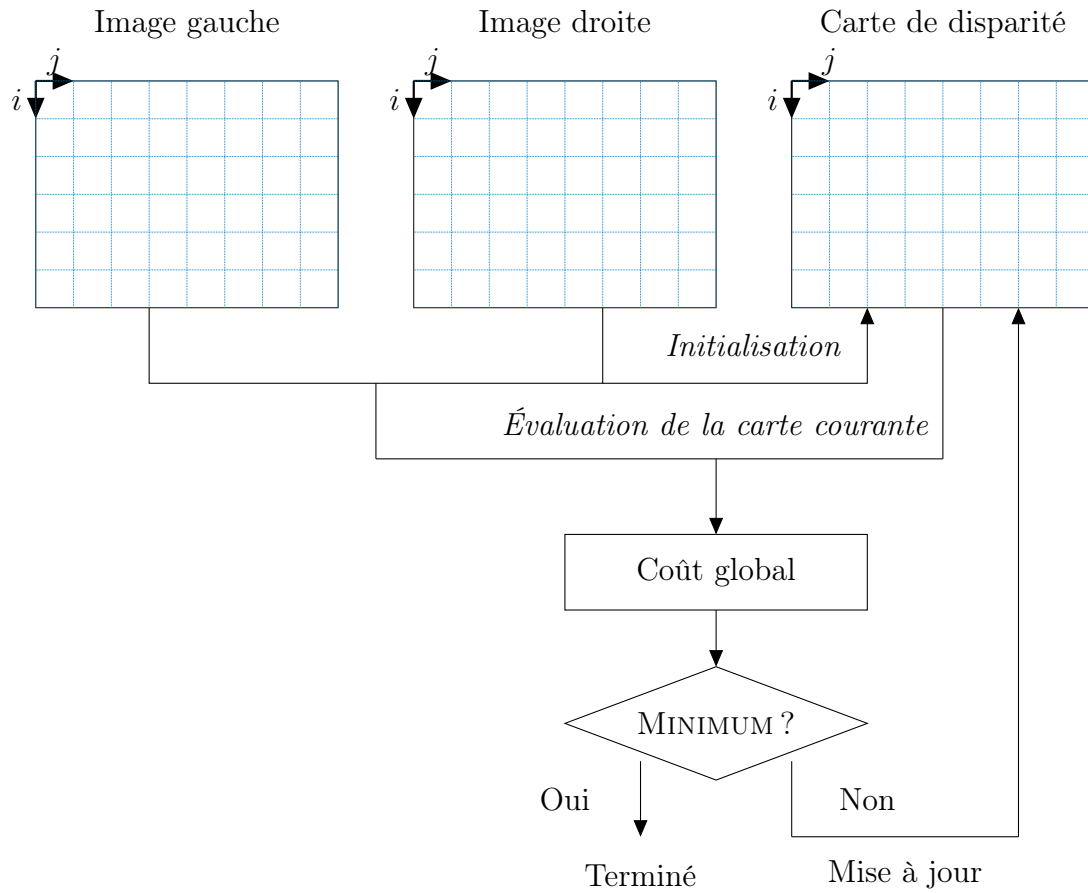 Image gauche
Image droite
Carte de disparité
j
j
j
i
i
i
Initialisation
Évaluation de la carte courante
Coût global
MINIMUM ?
Oui
Non
Terminé
Mise à jour